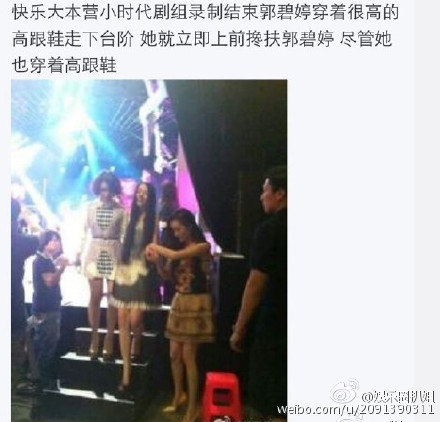 快乐大本营小时代剧组录制结束郭碧婷穿着很高的
高跟鞋走下台阶 她就立即上前搀扶郭碧婷 尽管她
也穿着高跟鞋
weibo.com/u/2091390311